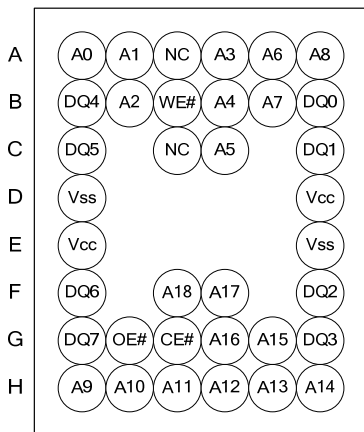 A A0 A1 NC A3 A6 A8
B DQ4 A2 WE# A4 A7 DQ0
C DQ5 NC A5 DQ1
D Vss Vcc
E Vcc Vss
F DQ6 A18 A17 DQ2
G DQ7 OE# CE# A16 A15 DQ3
H A9 A10 A11 A12 A13 A14